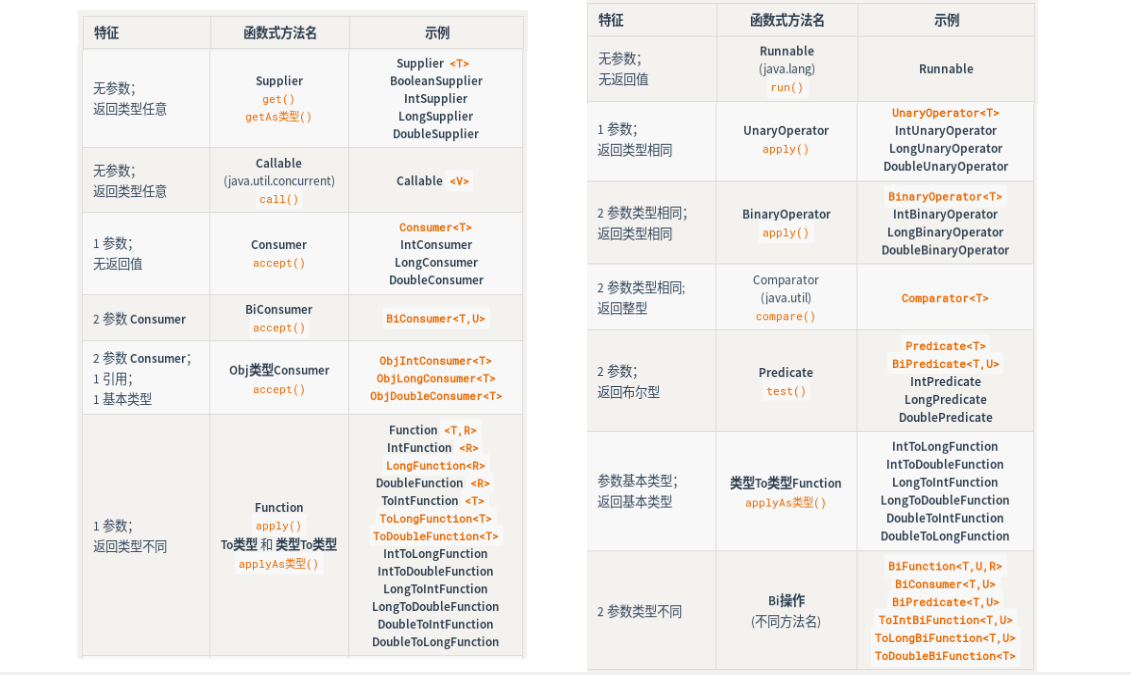 特征 函数式方法名 示例
无参数；
返回类型任意
Supplier
get()
getAs类型()
Supplier <T>
BooleanSupplier
IntSupplier
LongSupplier
DoubleSupplier
无参数；
返回类型任意
Callable
(java.util.concurrent)
call()
Callable <V>
1 参数；
无返回值
Consumer
accept()
Consumer<T>
IntConsumer
LongConsumer
DoubleConsumer
2 参数 Consumer
BiConsumer
accept()
BiConsumer<T,U>
2 参数 Consumer；
1 引用；
1 基本类型
Obj类型Consumer
accept()
ObjIntConsumer<T>
ObjLongConsumer<T>
ObjDoubleConsumer<T>
1 参数；
返回类型不同
Function
apply()
To类型 和 类型To类型
applyAs类型()
Function <T,R>
IntFunction <R>
LongFunction<R>
DoubleFunction <R>
ToIntFunction <T>
ToLongFunction<T>
ToDoubleFunction<T>
IntToLongFunction
IntToDoubleFunction
LongToIntFunction
LongToDoubleFunction
DoubleToIntFunction
DoubleToLongFunction
特征 函数式方法名 示例
无参数；
无返回值
Runnable
(java.lang)
run()
Runnable
1 参数；
返回类型相同
UnaryOperator
apply()
UnaryOperator<T>
IntUnaryOperator
LongUnaryOperator
DoubleUnaryOperator
2 参数类型相同；
返回类型相同
BinaryOperator
apply()
BinaryOperator<T>
IntBinaryOperator
LongBinaryOperator
DoubleBinaryOperator
2 参数类型相同;
返回整型
Comparator
(java.util)
compare()
Comparator<T>
2 参数；
返回布尔型
Predicate
test()
Predicate<T>
BiPredicate<T,U>
IntPredicate
LongPredicate
DoublePredicate
参数基本类型；
返回基本类型
类型To类型Function
applyAs类型()
IntToLongFunction
IntToDoubleFunction
LongToIntFunction
LongToDoubleFunction
DoubleToIntFunction
DoubleToLongFunction
2 参数类型不同
Bi操作
(不同方法名)
BiFunction<T,U,R>
BiConsumer<T,U>
BiPredicate<T,U>
ToIntBiFunction<T,U>
ToLongBiFunction<T,U>
ToDoubleBiFunction<T>